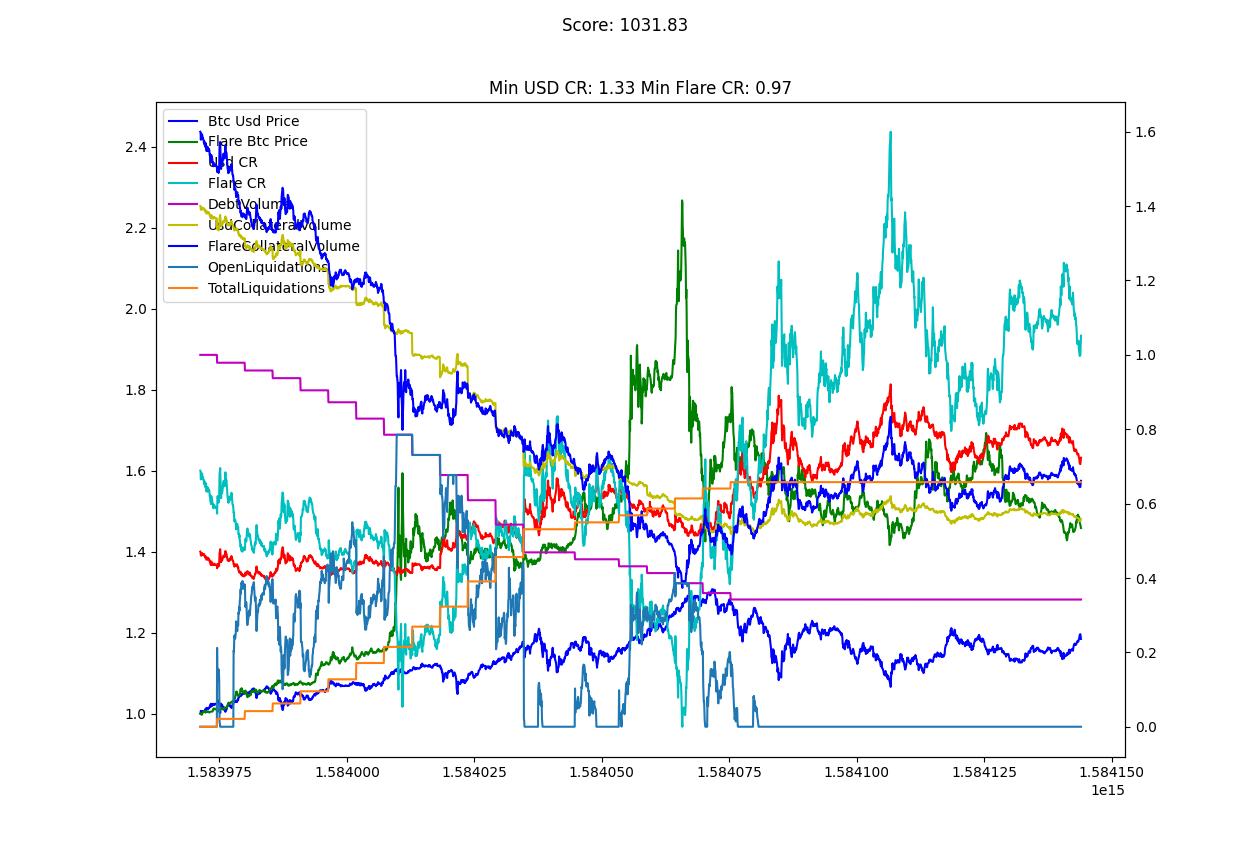 Score: 1031.83
Min USD CR: 1.33 Min Flare CR: 0.97
Btc Usd Price
Flare Btc Price
Usd CR
Flare CR
DebtVolume
UsdCollateralVolume
FlareCollateralVolume
OpenLiquidations
TotalLiquidations
2.4
2.2
2.0
1.8
1.6
1.4
1.2
1.0
1.6
1.4
1.2
1.0
0.8
0.6
0.4
0.2
0.0
1.583975 1.584000 1.584025 1.584050 1.584075 1.584100 1.584125 1.584150
1e15